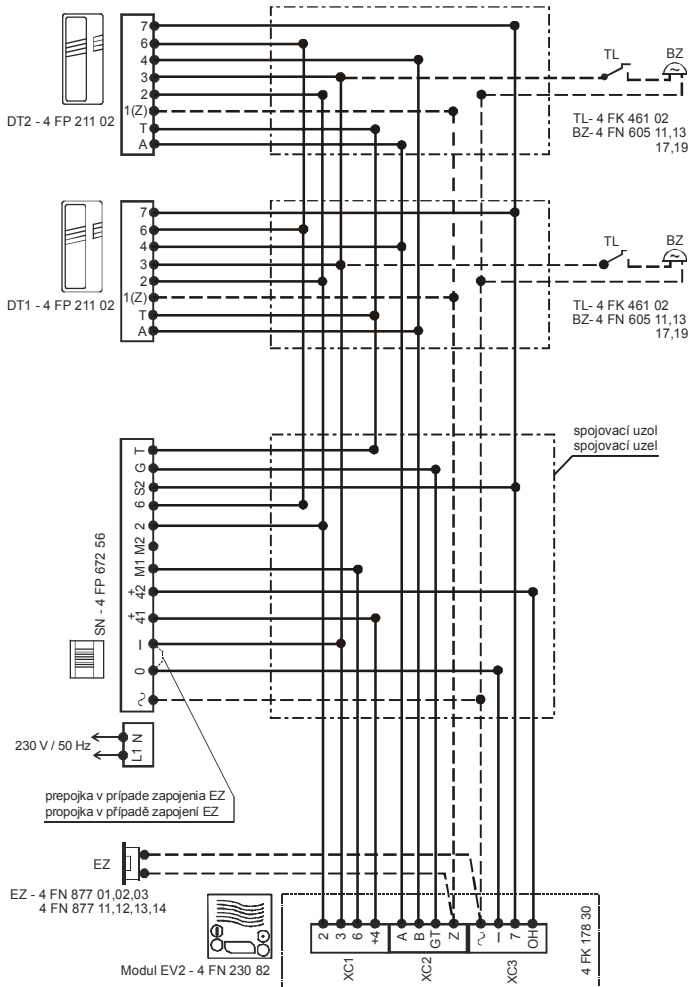 7
6
4
3
2
1(Z)
T
A
DT2 - 4 FP 211 02
TL
BZ
TL- 4 FK 461 02
BZ- 4 FN 605 11,13
17,19
7
6
4
3
2
1(Z)
T
A
DT1 - 4 FP 211 02
TL
BZ
TL- 4 FK 461 02
BZ- 4 FN 605 11,13
17,19
spojovací uzol
spojovací uzel
T
G
S2
6
2
M2
M1
+
42
+
41
–
0
~
SN - 4 FP 672 56
230 V / 50 Hz
L1 N
prepojka v prípade zapojenia EZ
propojka v případě zapojení EZ
EZ
EZ - 4 FN 877 01,02,03
4 FN 877 11,12,13,14
Modul EV2 - 4 FN 230 82
2
3
6
+4
A
B
GT
Z
~
–
7
OH
XC1
XC2
XC3
4 FK 178 30